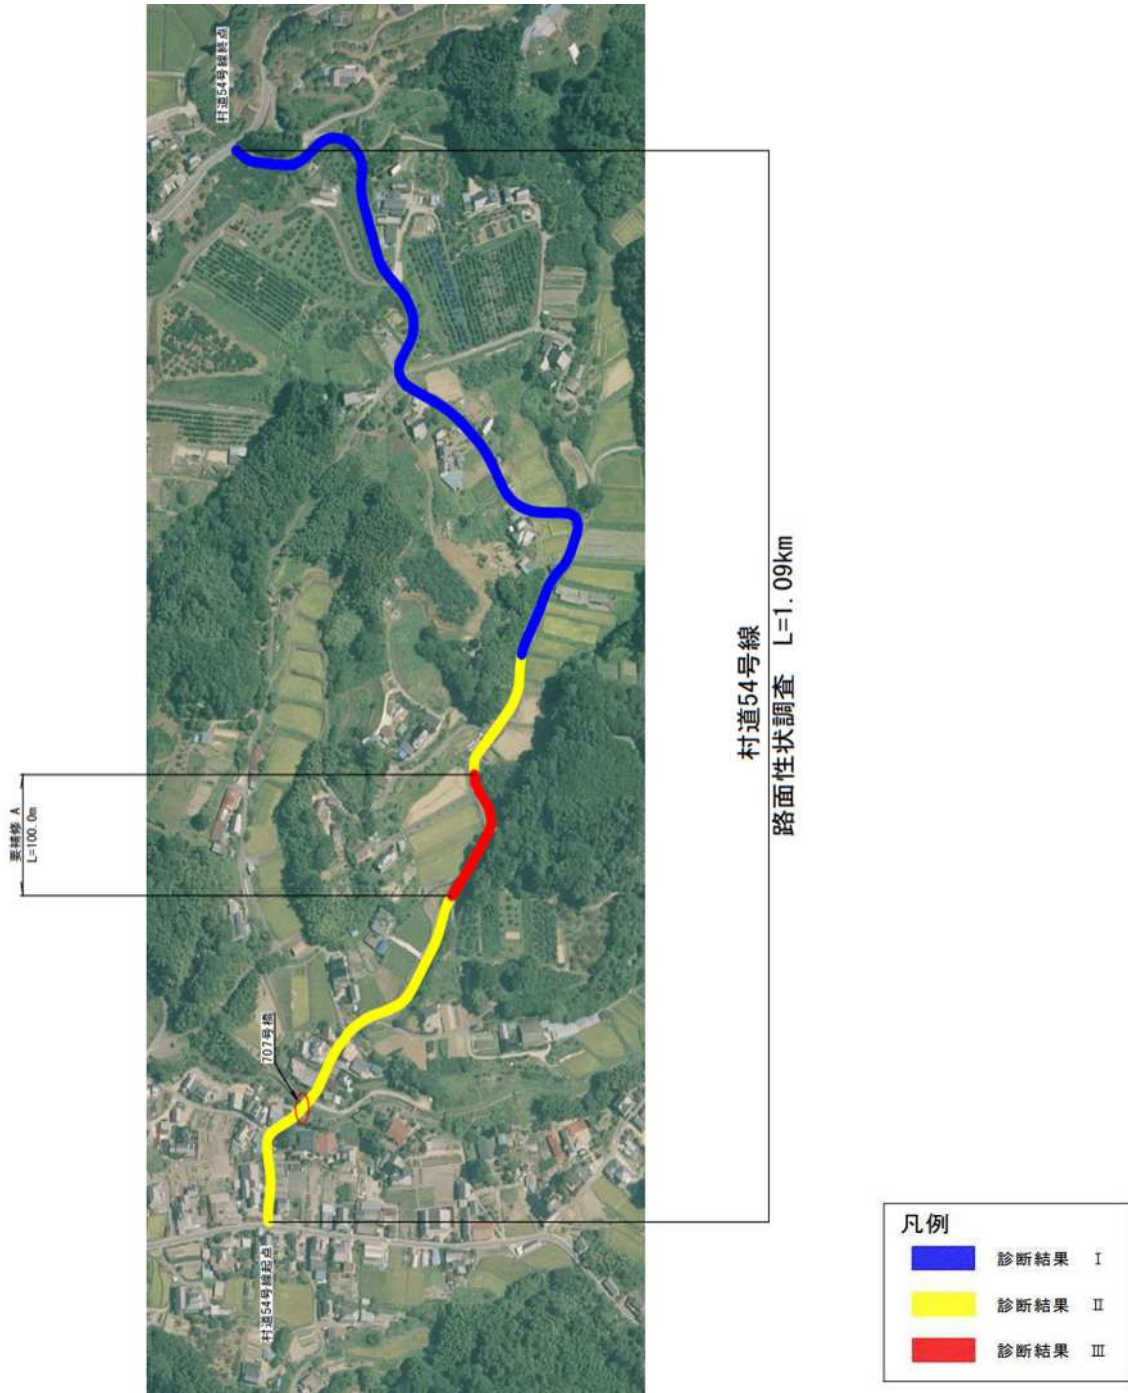 村道54号線終点
要補修 A
L=100.0m
村道54号線
路面性状調査 L=1.09km
707号橋
村道54号線起点
凡例
診断結果 Ⅰ
診断結果 Ⅱ
診断結果 Ⅲ